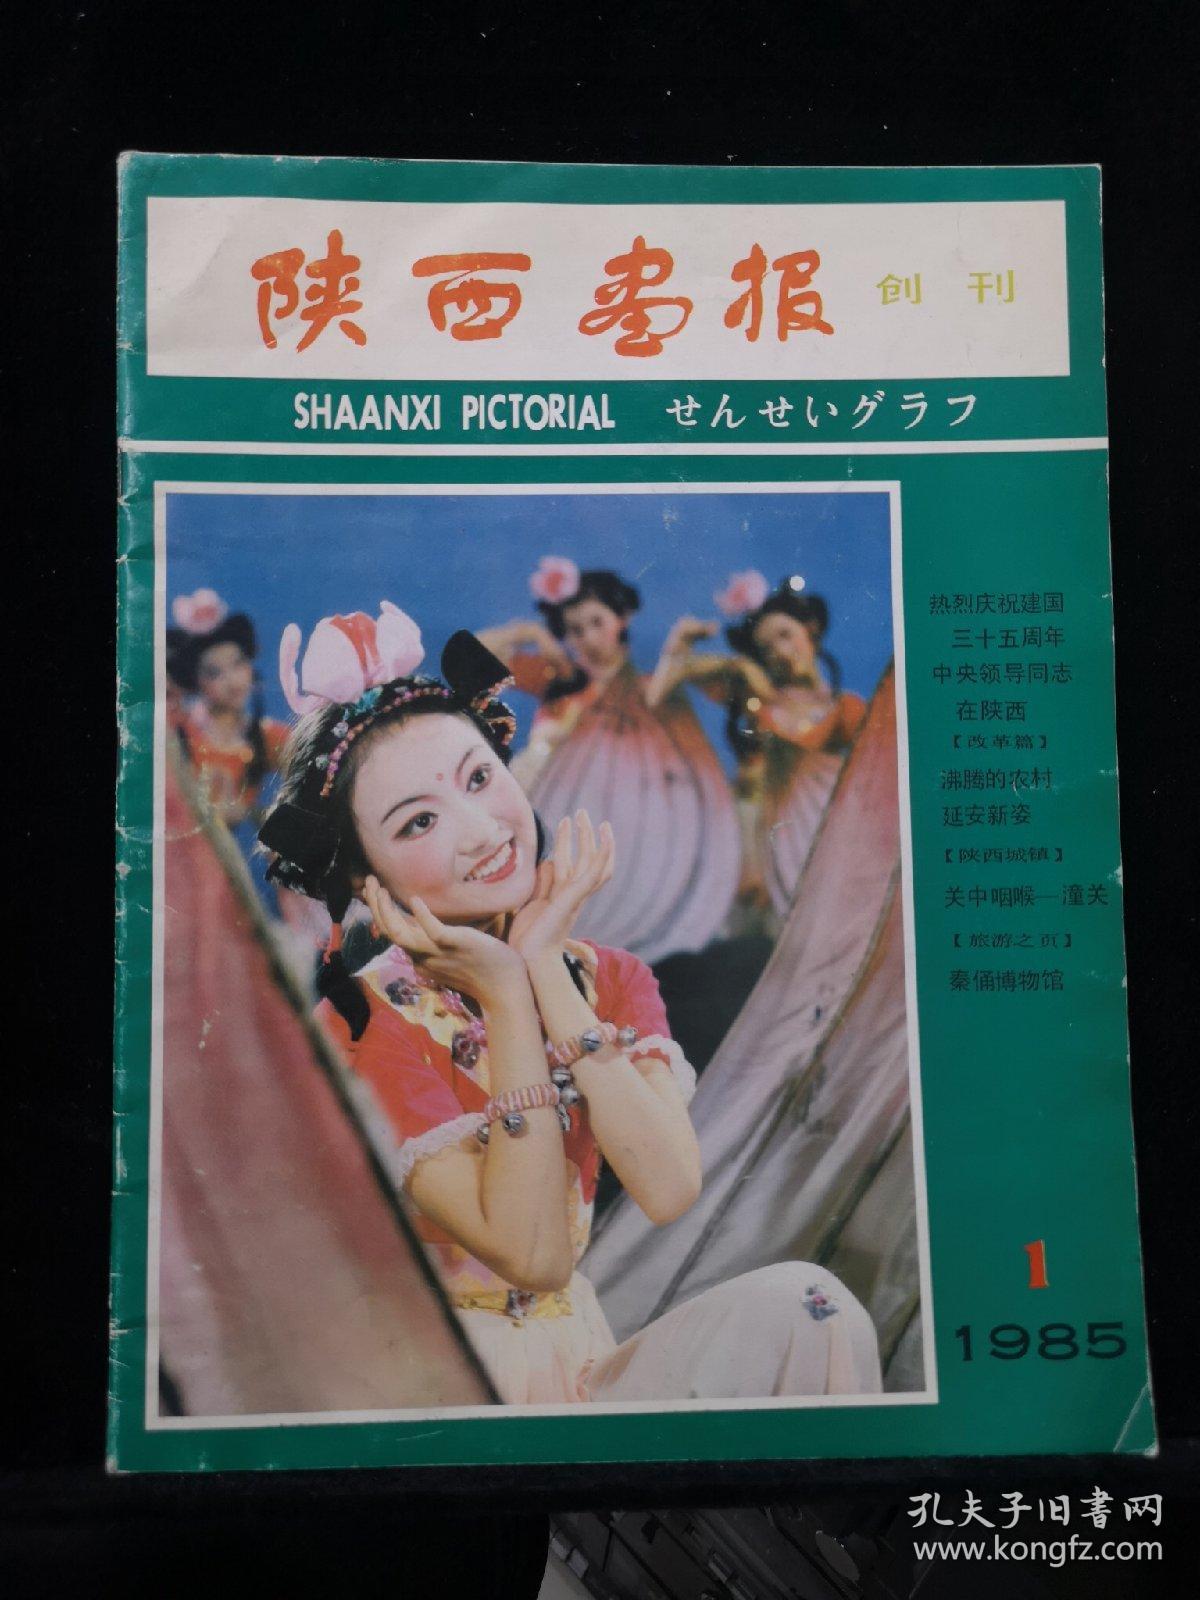 陕西画报
创刊
SHAANXI PICTORIAL せんせいグラフ
热烈庆祝建国
三十五周年
中央领导同志
在陕西
【改革篇】
沸腾的农村
延安新姿
【陕西城镇】
关中咽喉—潼关
【旅游之页】
秦俑博物馆
1
1985
孔夫子旧書网
www.kongfz.com